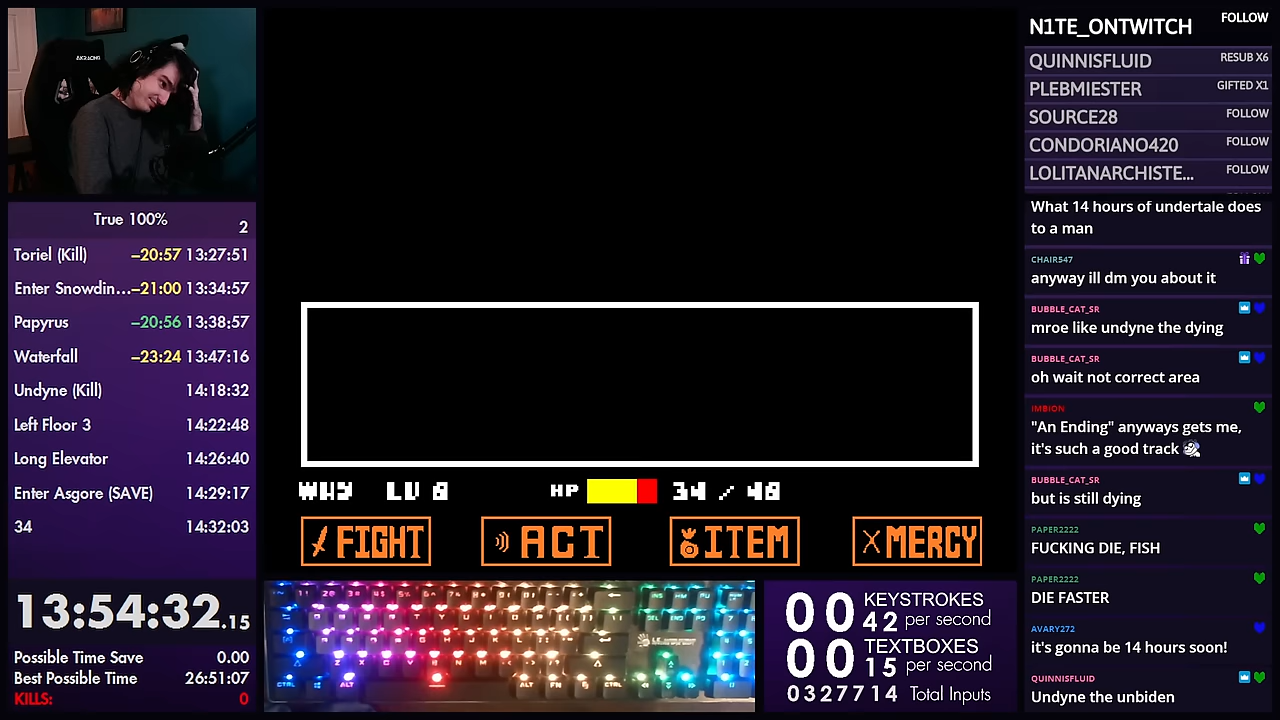 AKRACING
True 100%
2
Toriel (Kill) −20:57 13:27:51
Enter Snowdin... −21:00 13:34:57
Papyrus −20:56 13:38:57
Waterfall −23:24 13:47:16
Undyne (Kill) 14:18:32
Left Floor 3 14:22:48
Long Elevator 14:26:40
Enter Asgore (SAVE) 14:29:17
34 14:32:03
13:54:32.15
Possible Time Save 0.00
Best Possible Time 26:51:07
KILLS: 0
WHY LV 8 HP 34 / 48
FIGHT ACT ITEM MERCY
00 KEYSTROKES
42 per second
00 TEXTBOXES
15 per second
0327714 Total Inputs
N1TE_ONTWITCH FOLLOW
QUINNISFLUID RESUB X6
PLEBMIESTER GIFTED X1
SOURCE28 FOLLOW
CONDORIANO420 FOLLOW
LOLITANARCHISTE... FOLLOW
What 14 hours of undertale does
to a man
CHAIR547
anyway ill dm you about it
BUBBLE_CAT_SR
mroe like undyne the dying
BUBBLE_CAT_SR
oh wait not correct area
IMBION
"An Ending" anyways gets me,
it's such a good track
BUBBLE_CAT_SR
but is still dying
PAPER2222
FUCKING DIE, FISH
PAPER2222
DIE FASTER
AVARY272
it's gonna be 14 hours soon!
QUINNISFLUID
Undyne the unbiden